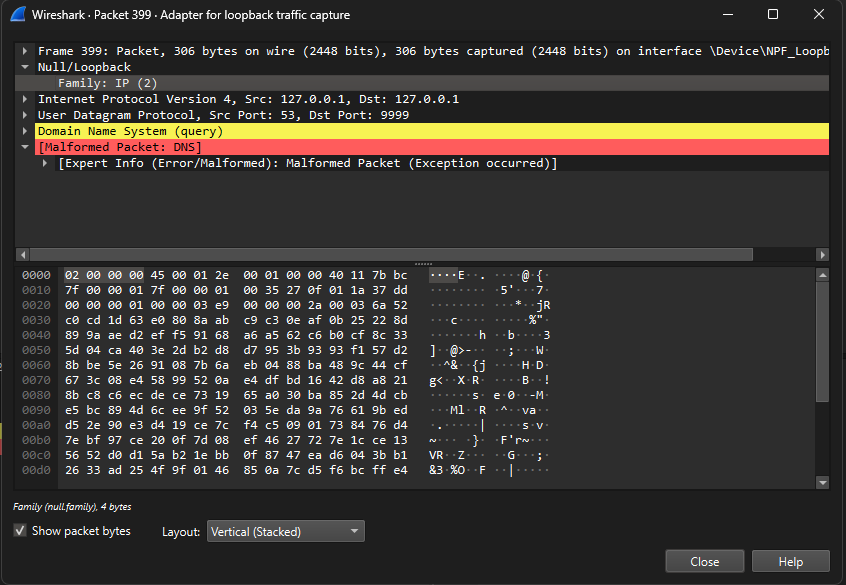 Wireshark · Packet 399 · Adapter for loopback traffic capture
Frame 399: Packet, 306 bytes on wire (2448 bits), 306 bytes captured (2448 bits) on interface \Device\NPF_Loopb
Null/Loopback
Family: IP (2)
Internet Protocol Version 4, Src: 127.0.0.1, Dst: 127.0.0.1
User Datagram Protocol, Src Port: 53, Dst Port: 9999
Domain Name System (query)
[Malformed Packet: DNS]
[Expert Info (Error/Malformed): Malformed Packet (Exception occurred)]
0000 02 00 00 00 45 00 01 2e 00 01 00 00 40 11 7b bc ····E··. ····@·{·
0010 7f 00 00 01 7f 00 00 01 00 35 27 0f 01 1a 37 dd ········ ·5'···7·
0020 00 00 00 01 00 00 03 e9 00 00 00 2a 00 03 6a 52 ········ ···*··jR
0030 c0 cd 1d 63 e0 80 8a ab c9 c3 0e af 0b 25 22 8d ···c···· ·····%"·
0040 89 9a ae d2 ef f5 91 68 a6 a5 62 c6 b0 cf 8c 33 ·······h ··b····3
0050 5d 04 ca 40 3e 2d b2 d8 d7 95 3b 93 93 f1 57 d2 ]··@>-·· ··;···W·
0060 8b be 5e 26 91 08 7b 6a eb 04 88 ba 48 9c 44 cf ··^&··{j ····H·D·
0070 67 3c 08 e4 58 99 52 0a e4 df bd 16 42 d8 a8 21 g<··X·R· ····B··!
0080 8b c8 c6 ec de ce 73 19 65 a0 30 ba 85 2d 4d cb ······s· e·0··-M·
0090 e5 bc 89 4d 6c ee 9f 52 03 5e da 9a 76 61 9b ed ···Ml··R ·^··va··
00a0 d5 2e 90 e3 d4 19 ce 7c f4 c5 09 01 73 84 76 d4 ·.·····| ····s·v·
00b0 7e bf 97 ce 20 0f 7d 08 ef 46 27 72 7e 1c ce 13 ~··· ·}· ·F'r~···
00c0 56 52 d0 d1 5a b2 1e bb 0f 87 47 ea d6 04 3b b1 VR··Z··· ··G···;·
00d0 26 33 ad 25 4f 9f 01 46 85 0a 7c d5 f6 bc ff e4 &3·%O··F ··|·····
Family (null.family), 4 bytes
Show packet bytes Layout: Vertical (Stacked)
Close Help